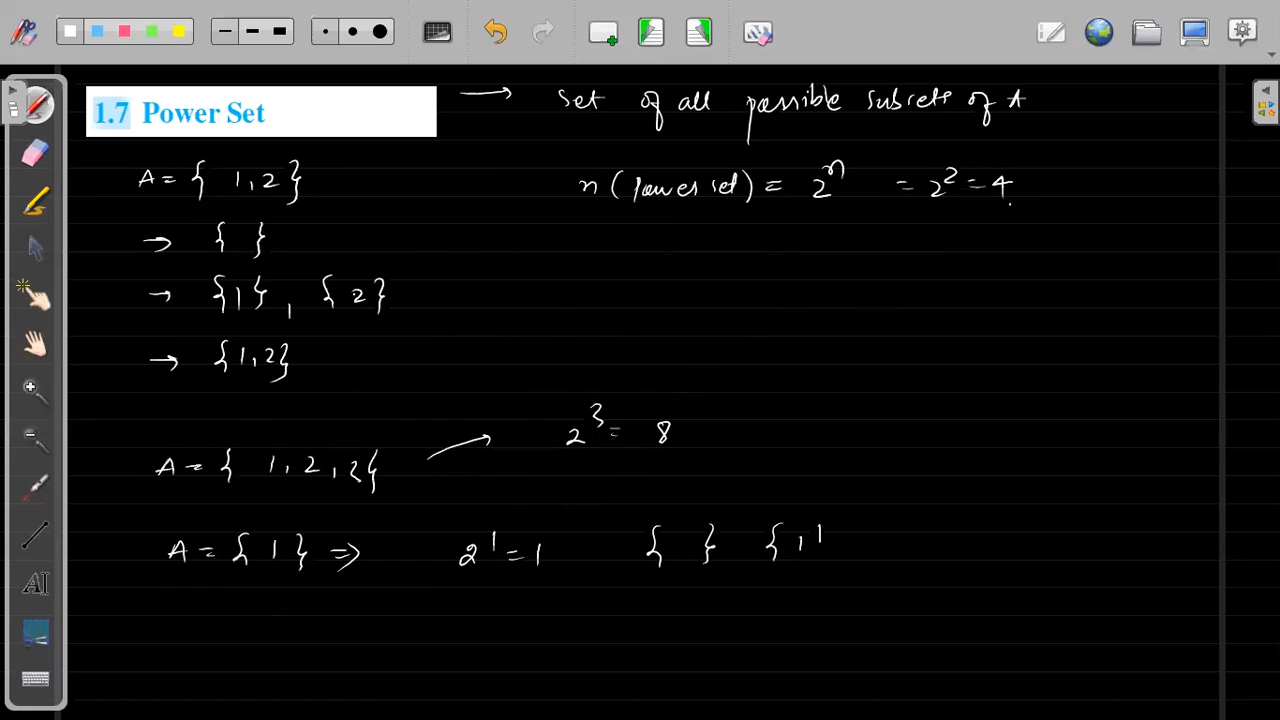 1.7 Power Set → Set of all possible subsets of A
A = { 1, 2 }
n (power set) = 2ⁿ = 2² = 4
→ { }
→ {1} , { 2 }
→ {1, 2}
2³ = 8
A = { 1, 2, 3 {
A = { 1 } ⇒ 2¹ = 1 { } { 1